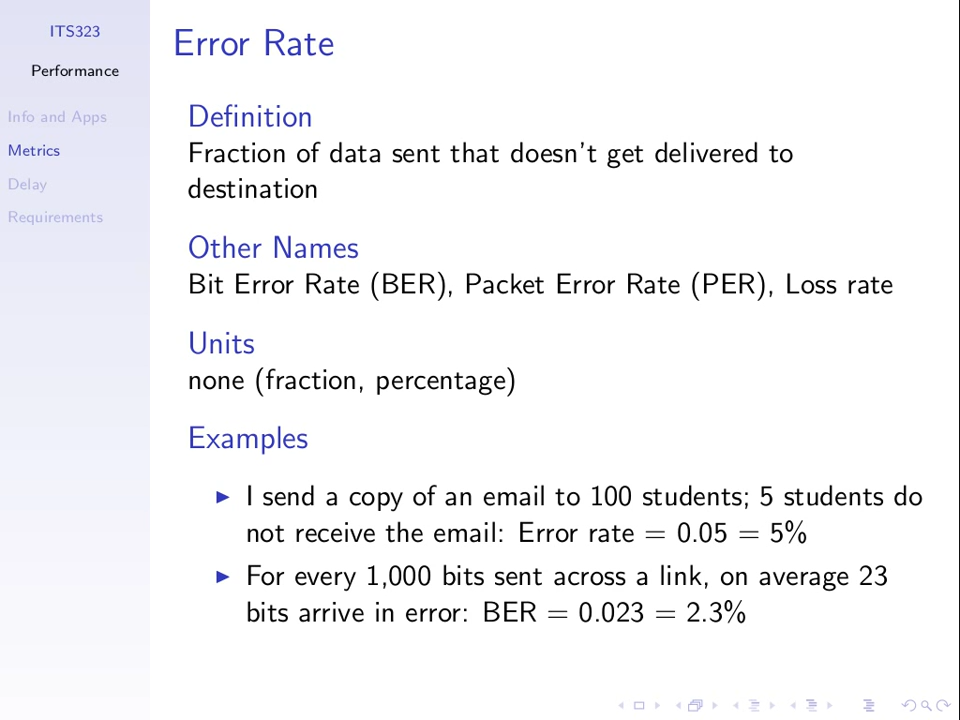 ITS323
Performance
Info and Apps
Metrics
Delay
Requirements
Error Rate
Definition
Fraction of data sent that doesn't get delivered to
destination
Other Names
Bit Error Rate (BER), Packet Error Rate (PER), Loss rate
Units
none (fraction, percentage)
Examples
I send a copy of an email to 100 students; 5 students do
not receive the email: Error rate = 0.05 = 5%
For every 1,000 bits sent across a link, on average 23
bits arrive in error: BER = 0.023 = 2.3%